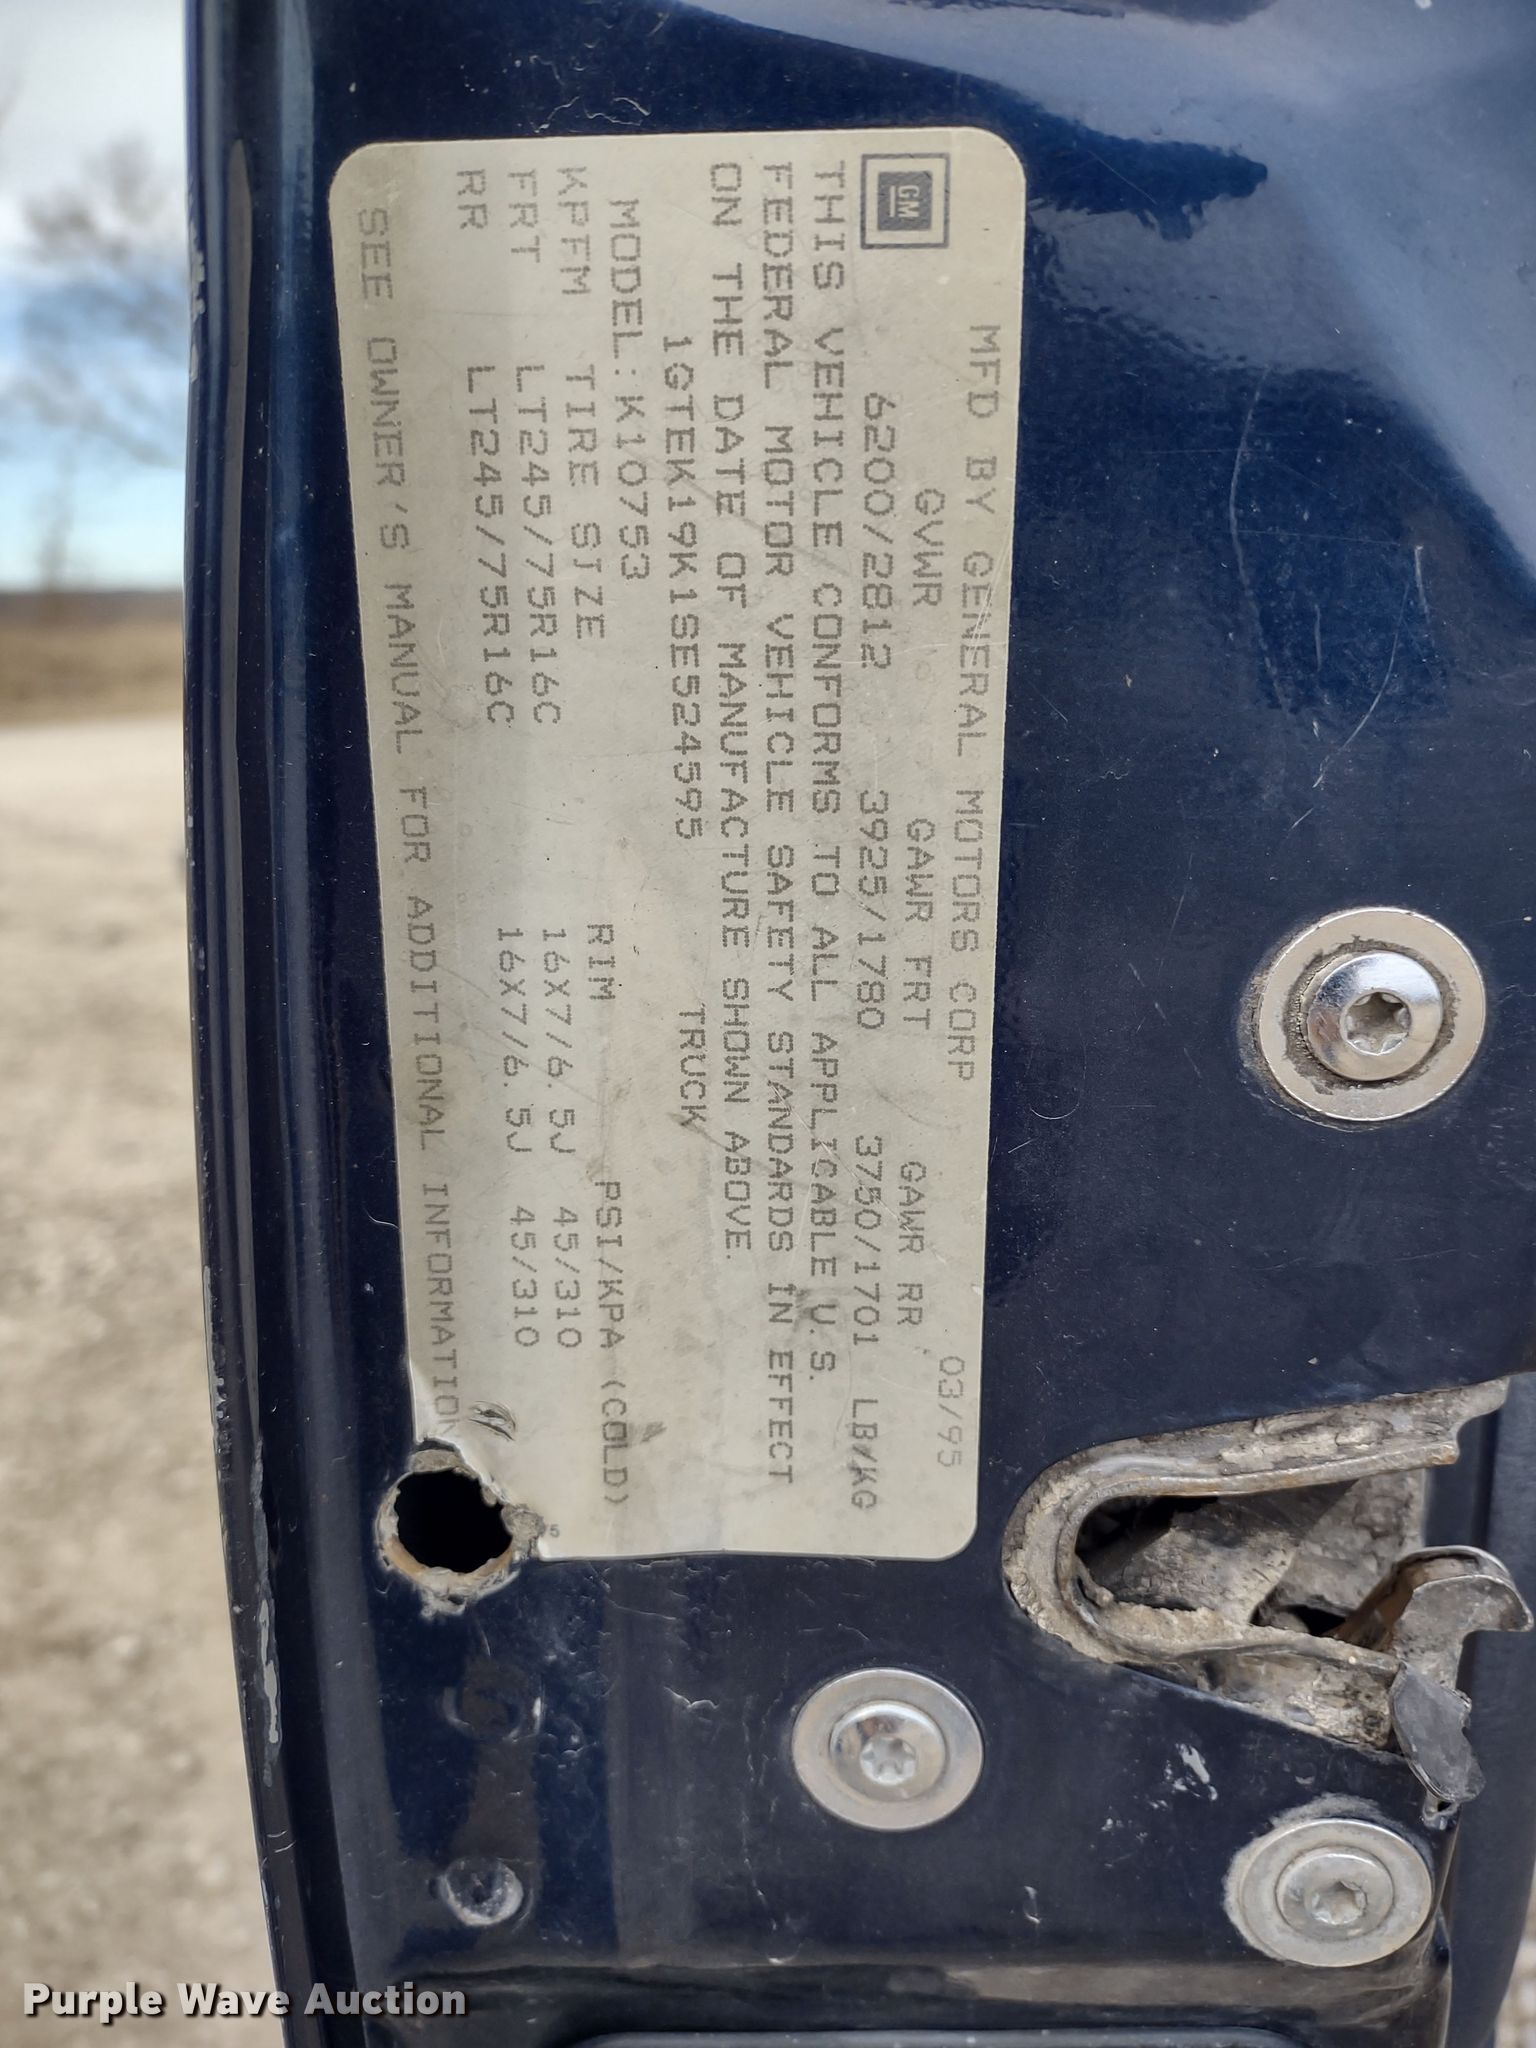 GM
MFD BY GENERAL MOTORS CORP 03/95
GVWR GAWR FRT GAWR RR
6200/2812 3925/1780 3750/1701 LB/KG
THIS VEHICLE CONFORMS TO ALL APPLICABLE U.S.
FEDERAL MOTOR VEHICLE SAFETY STANDARDS IN EFFECT
ON THE DATE OF MANUFACTURE SHOWN ABOVE.
1GTEK19K1SE524595 TRUCK
MODEL:K10753
KPFM TIRE SIZE RIM PSI/KPA (COLD)
FRT LT245/75R16C 16X7/6.5J 45/310
RR LT245/75R16C 16X7/6.5J 45/310
SEE OWNER'S MANUAL FOR ADDITIONAL INFORMATION
Purple Wave Auction